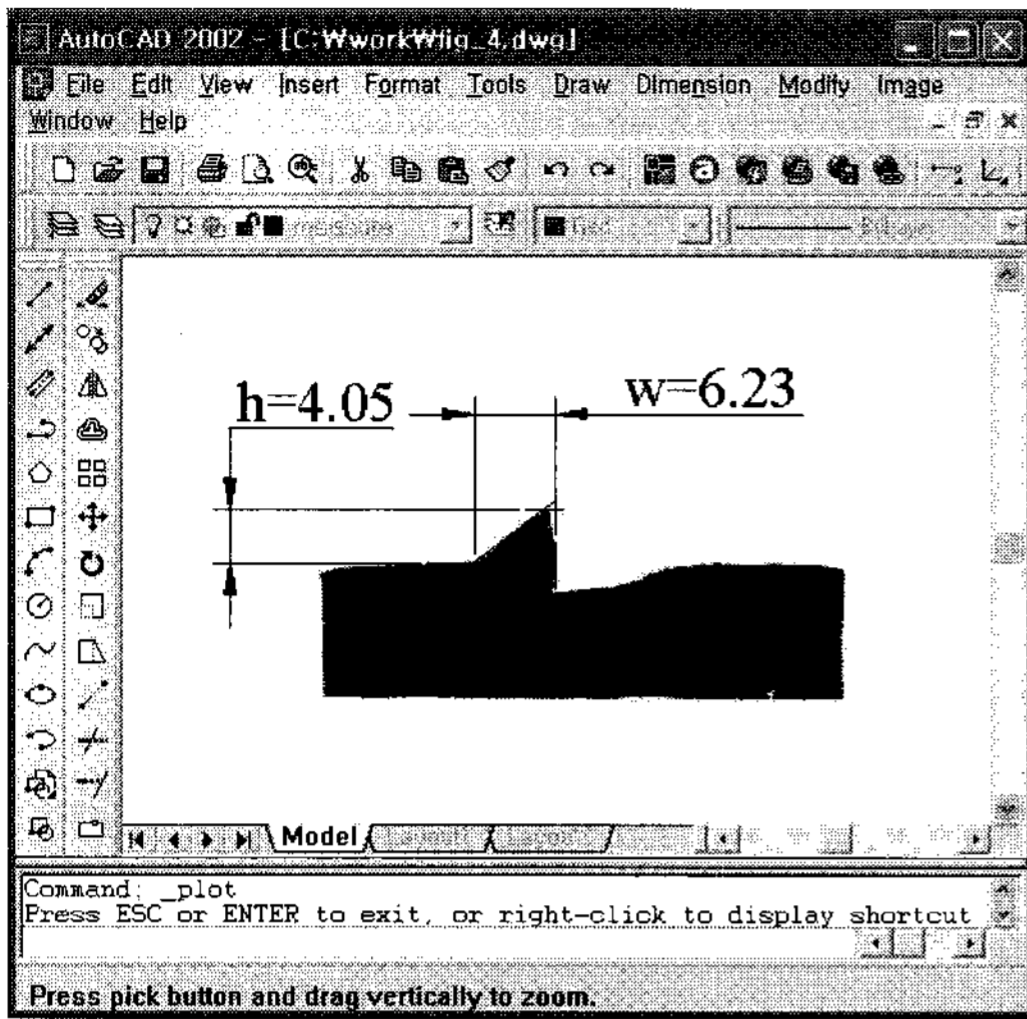 AutoCAD 2002 - [C:₩work₩fig_4.dwg]
File Edit View Insert Format Tools Draw Dimension Modify Image
Window Help
h=4.05
w=6.23
Model
Command: _plot
Press ESC or ENTER to exit, or right-click to display shortcut
Press pick button and drag vertically to zoom.